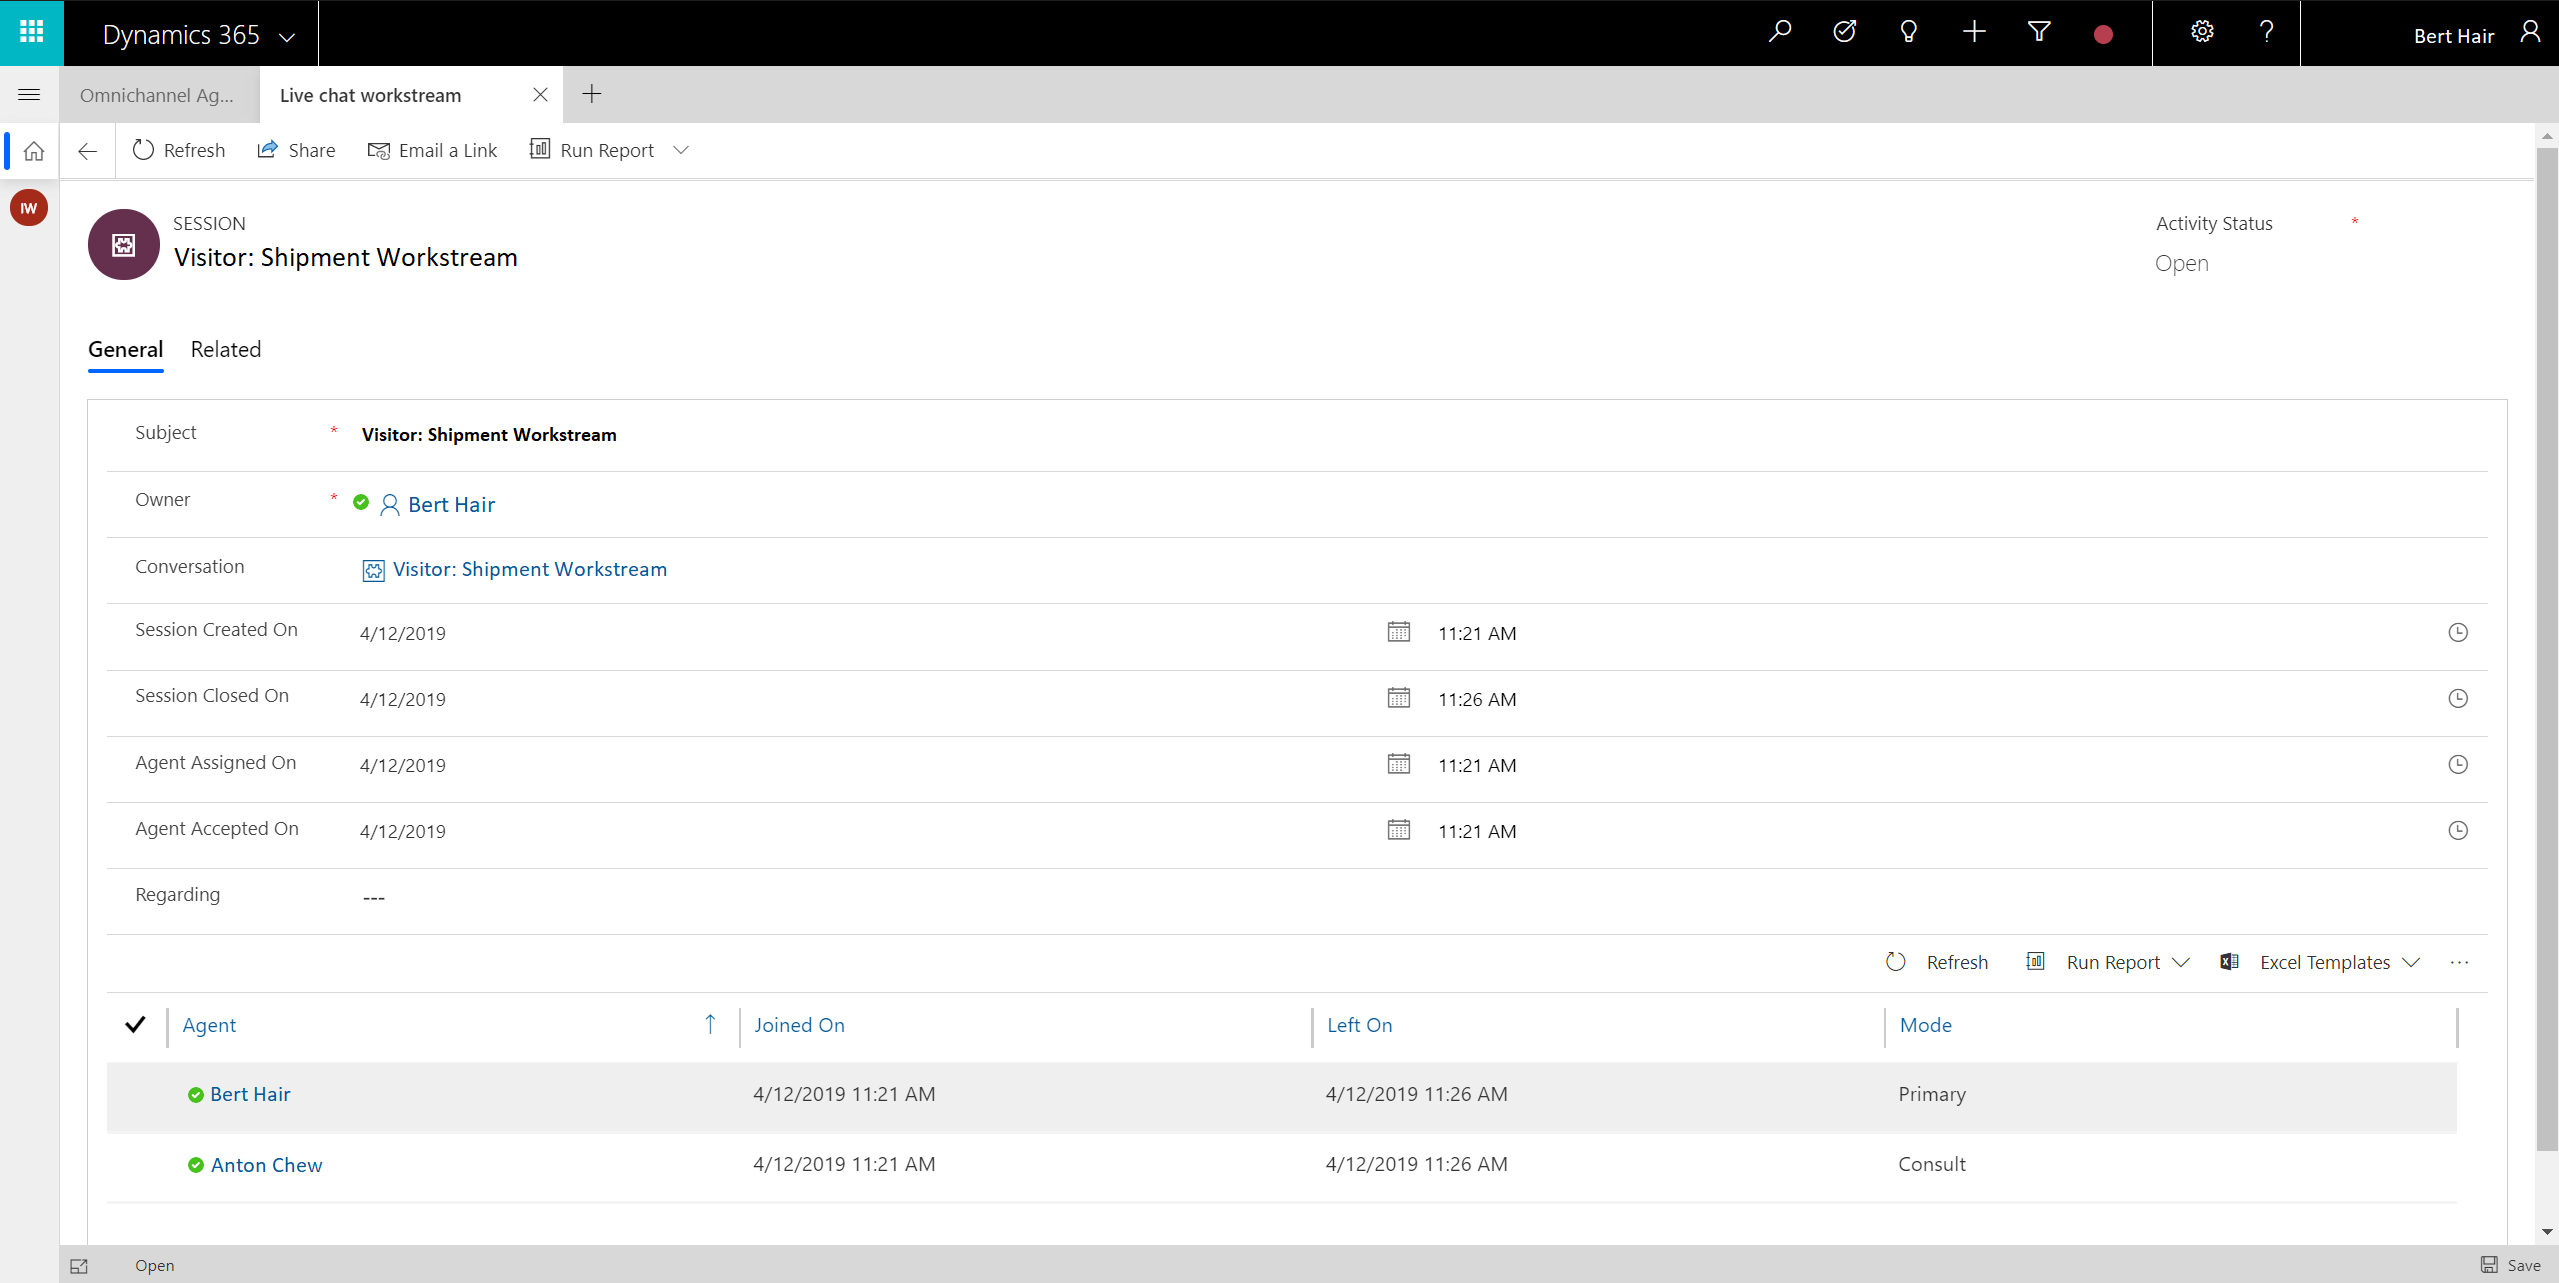 Dynamics 365
Bert Hair
Omnichannel Ag...
Live chat workstream
Refresh
Share
Email a Link
Run Report
IW
SESSION
Visitor: Shipment Workstream
Activity Status *
Open
General
Related
Subject * Visitor: Shipment Workstream
Owner * Bert Hair
Conversation Visitor: Shipment Workstream
Session Created On 4/12/2019 11:21 AM
Session Closed On 4/12/2019 11:26 AM
Agent Assigned On 4/12/2019 11:21 AM
Agent Accepted On 4/12/2019 11:21 AM
Regarding ---
Refresh Run Report Excel Templates ...
Agent Joined On Left On Mode
Bert Hair 4/12/2019 11:21 AM 4/12/2019 11:26 AM Primary
Anton Chew 4/12/2019 11:21 AM 4/12/2019 11:26 AM Consult
Open Save